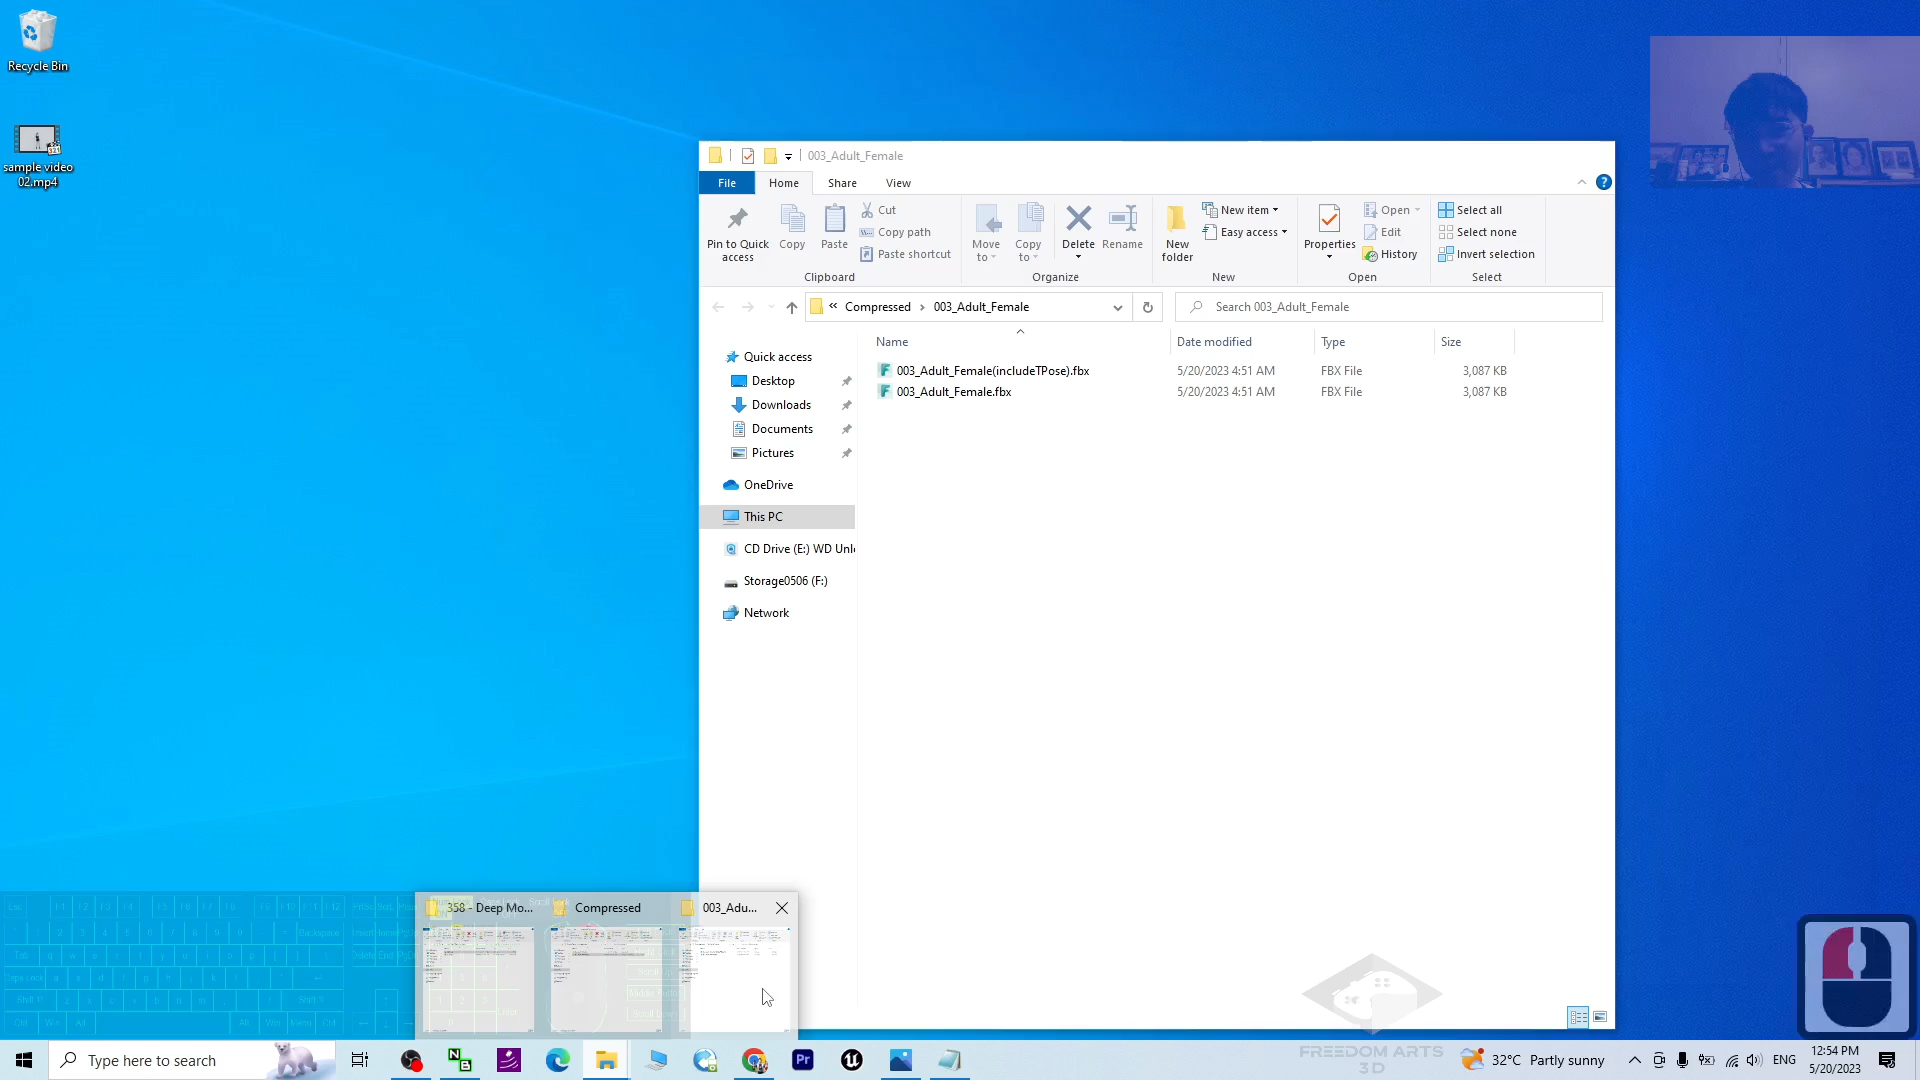 Recycle Bin
sample video
02.mp4
003_Adult_Female
File
Home
Share
View
Pin to Quick
access
Copy
Paste
Cut
Copy path
Paste shortcut
Clipboard
Move
to
Copy
to
Delete
Rename
Organize
New
folder
New item
Easy access
New
Properties
Open
Edit
History
Open
Select all
Select none
Invert selection
Select
« Compressed › 003_Adult_Female
Search 003_Adult_Female
Name
Date modified
Type
Size
003_Adult_Female(includeTPose).fbx
5/20/2023 4:51 AM
FBX File
3,087 KB
003_Adult_Female.fbx
5/20/2023 4:51 AM
FBX File
3,087 KB
Quick access
Desktop
Downloads
Documents
Pictures
OneDrive
This PC
CD Drive (E:) WD Unl
Storage0506 (F:)
Network
358 - Deep Mo...
Compressed
003_Adu...
FREEDOM ARTS
3D
Type here to search
32°C Partly sunny
ENG
12:54 PM
5/20/2023